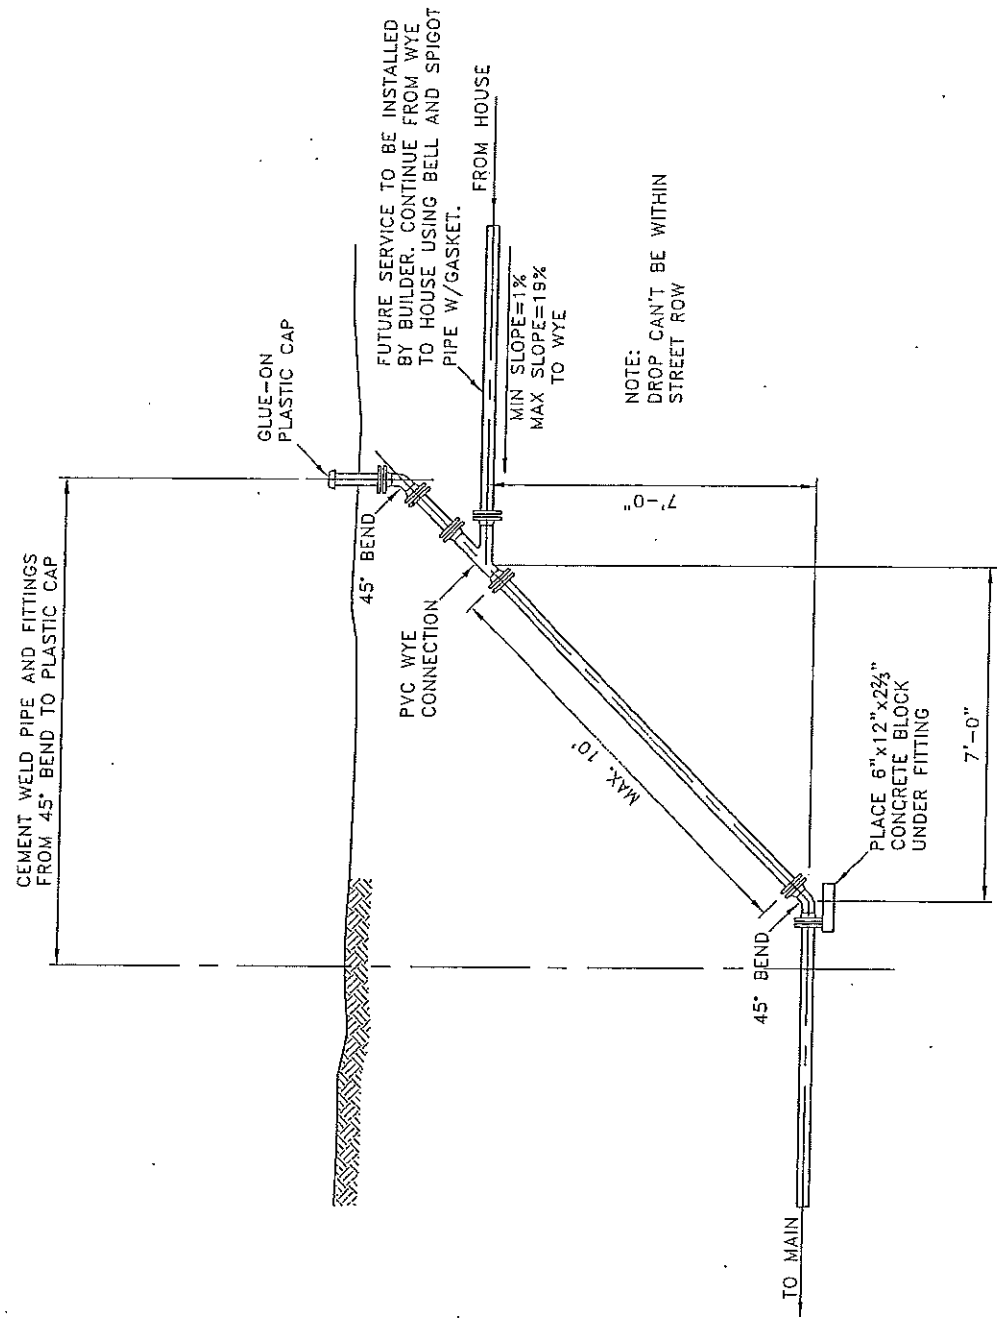 CEMENT WELD PIPE AND FITTINGS
FROM 45° BEND TO PLASTIC CAP
GLUE-ON
PLASTIC CAP
FUTURE SERVICE TO BE INSTALLED
BY BUILDER. CONTINUE FROM WYE
TO HOUSE USING BELL AND SPIGOT
PIPE W/GASKET.
FROM HOUSE
45° BEND
PVC WYE
CONNECTION
MIN SLOPE=1%
MAX SLOPE=19%
TO WYE
7'-0"
NOTE:
DROP CAN'T BE WITHIN
STREET ROW
MAX. 10'
45° BEND
PLACE 6"x12"x2⅔"
CONCRETE BLOCK
UNDER FITTING
7'-0"
TO MAIN